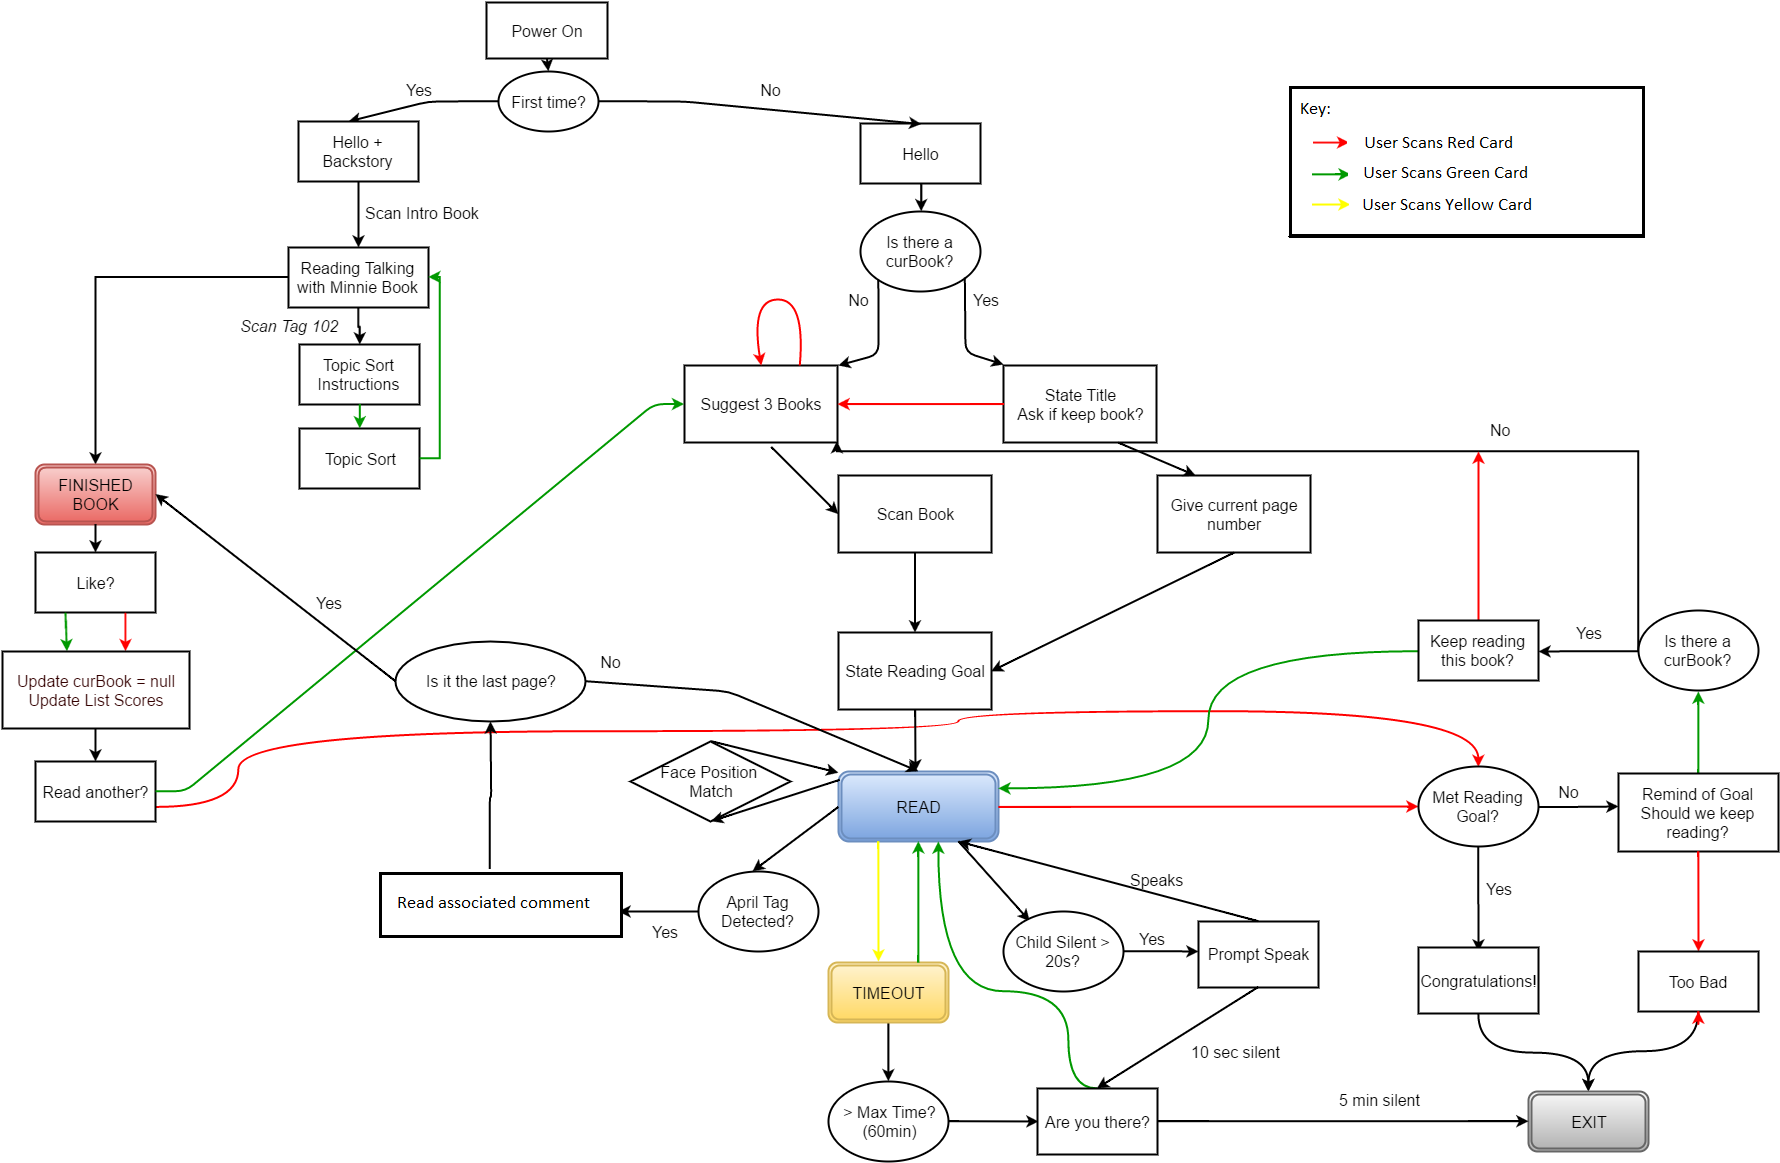 Power On
First time?
Yes
No
Hello +
Backstory
Hello
Key:
User Scans Red Card
User Scans Green Card
User Scans Yellow Card
Scan Intro Book
Is there a
curBook?
No
Yes
Reading Talking
with Minnie Book
Scan Tag 102
Topic Sort
Instructions
Topic Sort
Suggest 3 Books
State Title
Ask if keep book?
No
FINISHED
BOOK
Scan Book
Give current page
number
Like?
Yes
Update curBook = null
Update List Scores
Is it the last page?
No
State Reading Goal
Keep reading
this book?
Yes
Is there a
curBook?
Read another?
Face Position
Match
READ
Met Reading
Goal?
No
Remind of Goal
Should we keep
reading?
Read associated comment
Yes
April Tag
Detected?
Speaks
Child Silent >
20s?
Yes
Prompt Speak
Yes
Congratulations!
Too Bad
TIMEOUT
10 sec silent
> Max Time?
(60min)
Are you there?
5 min silent
EXIT